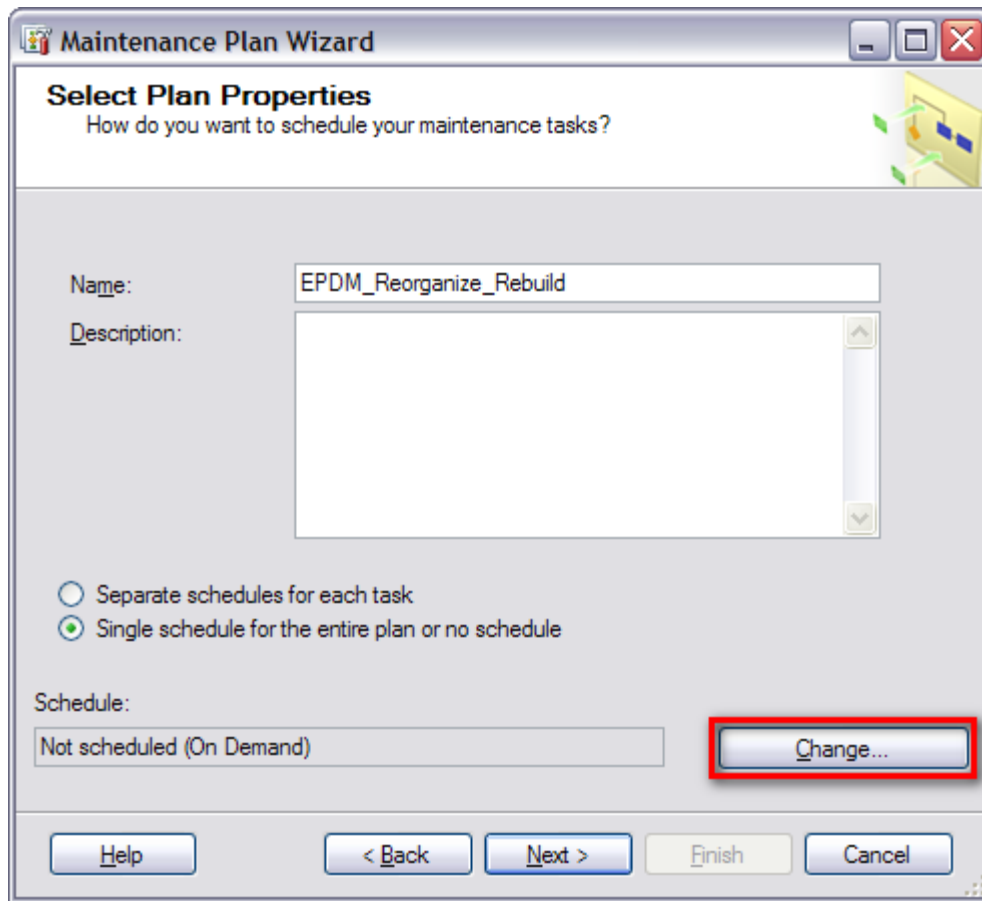 Maintenance Plan Wizard
Select Plan Properties
How do you want to schedule your maintenance tasks?
Name:
EPDM_Reorganize_Rebuild
Description:
Separate schedules for each task
Single schedule for the entire plan or no schedule
Schedule:
Not scheduled (On Demand)
Change...
Help
< Back
Next >
Finish
Cancel